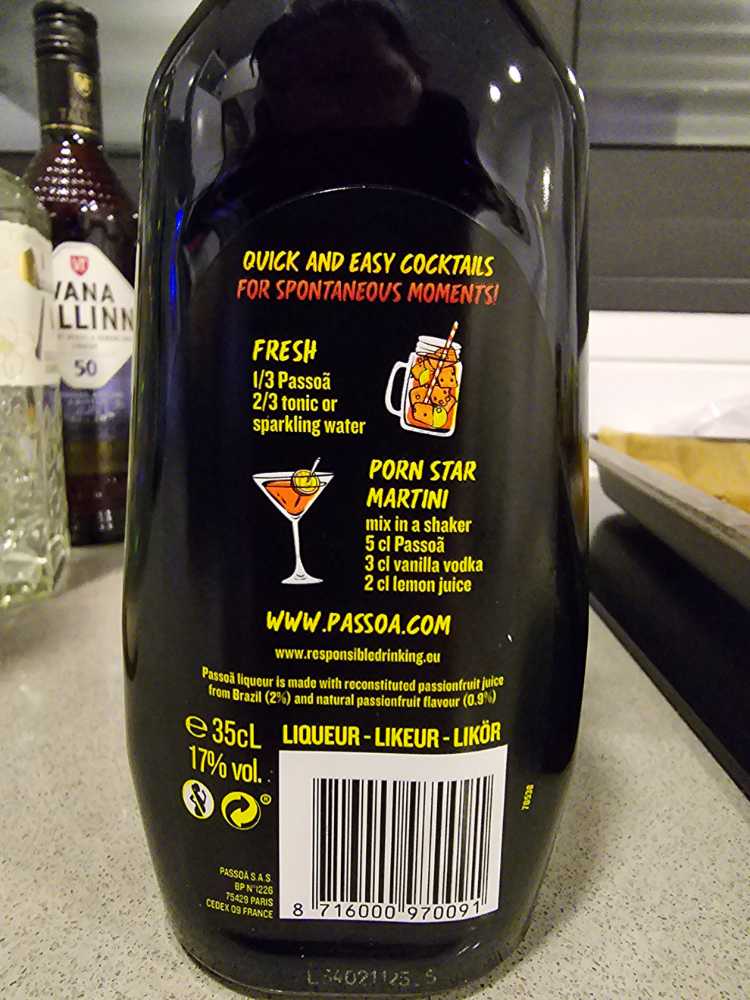 QUICK AND EASY COCKTAILS
FOR SPONTANEOUS MOMENTS!
FRESH
1/3 Passoã
2/3 tonic or
sparkling water
PORN STAR
MARTINI
mix in a shaker
5 cl Passoã
3 cl vanilla vodka
2 cl lemon juice
WWW.PASSOA.COM
www.responsibledrinking.eu
Passoã liqueur is made with reconstituted passionfruit juice
from Brazil (2%) and natural passionfruit flavour (0.9%)
℮ 35cL
LIQUEUR - LIKEUR - LIKÖR
17% vol.
70538
PASSOÃ S.A.S.
BP N°1226
75429 PARIS
CEDEX 09 FRANCE
8 716000 970091
VANA
LLINN
50